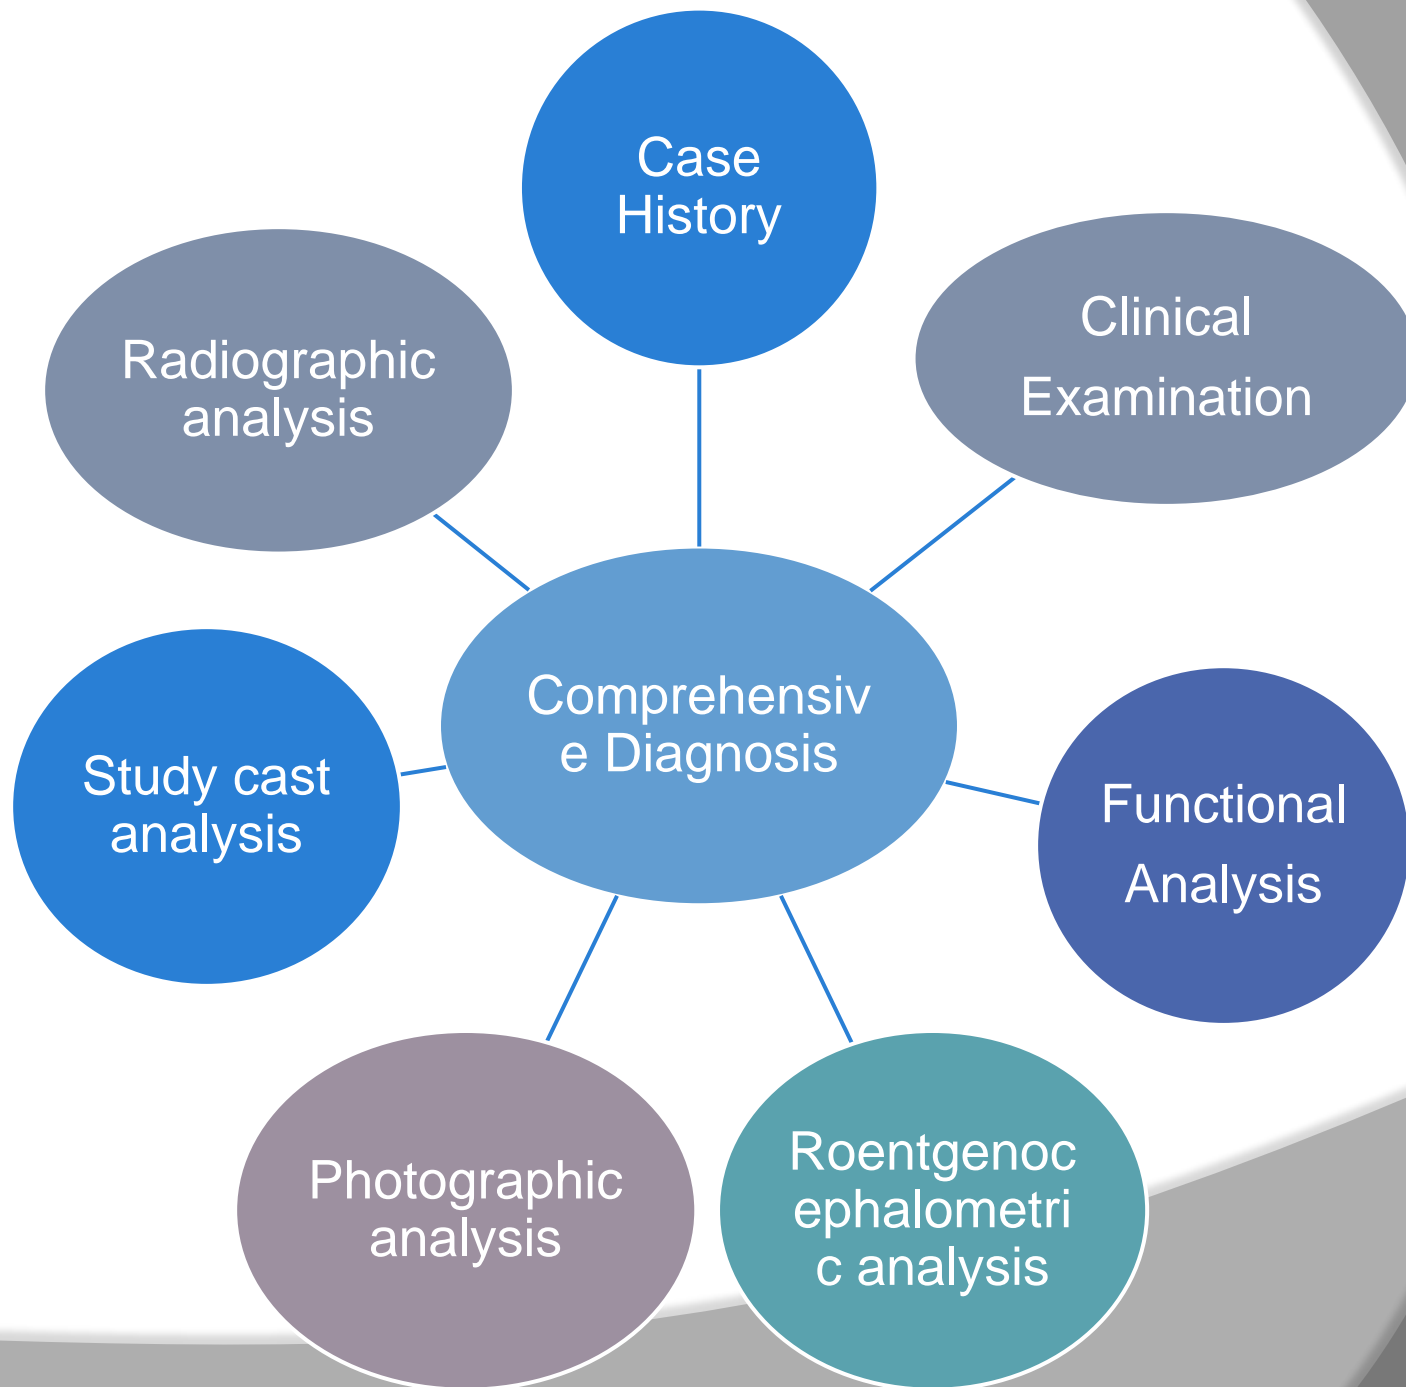 Case
History
Clinical
Examination
Radiographic
analysis
Comprehensiv
e Diagnosis
Study cast
analysis
Functional
Analysis
Photographic
analysis
Roentgenoc
ephalometri
c analysis